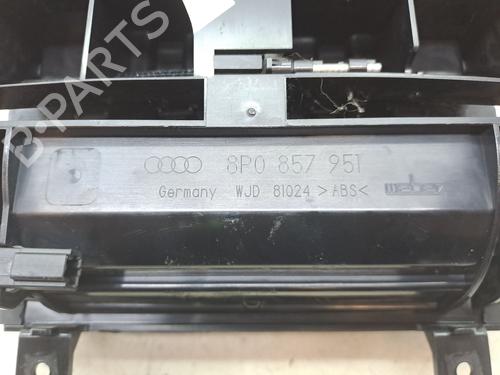 B-PARTS
8P0 857 951
Germany WJD 81024 >ABS<
weber